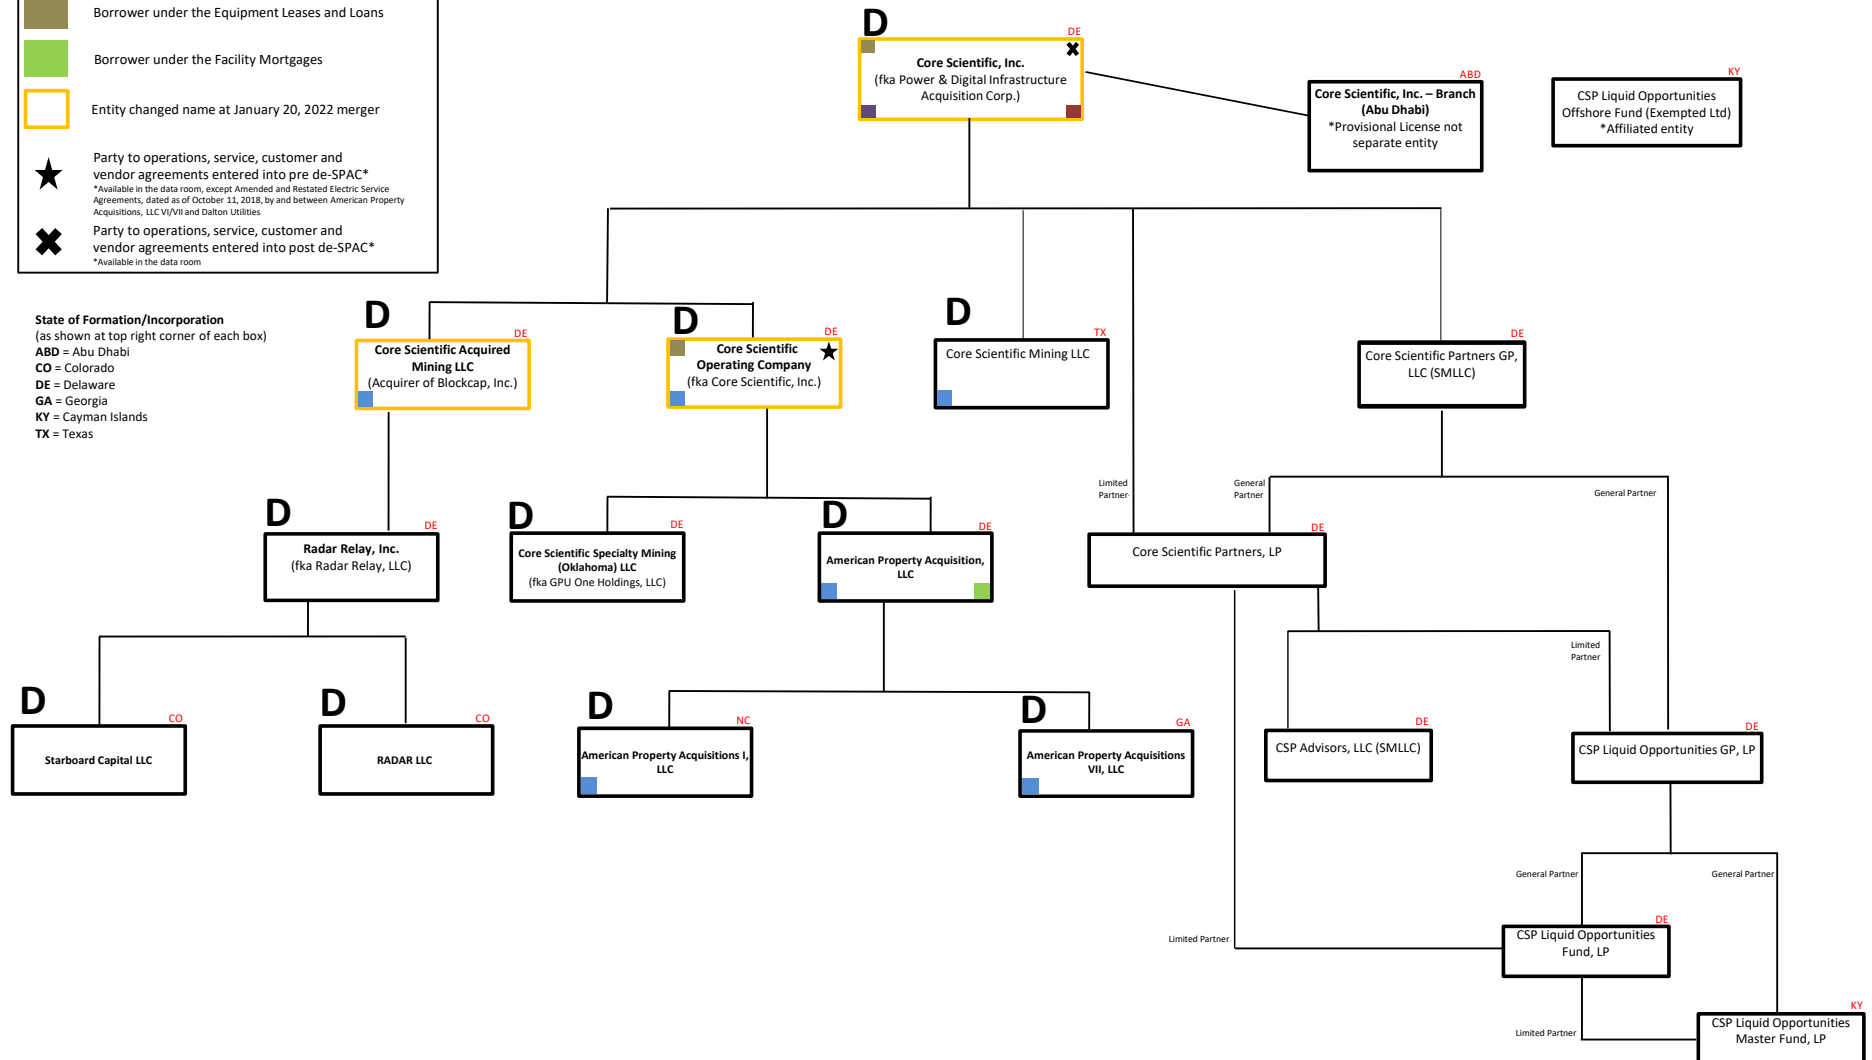 Borrower under the Equipment Leases and Loans
Borrower under the Facility Mortgages
Entity changed name at January 20, 2022 merger
Party to operations, service, customer and
vendor agreements entered into pre de-SPAC*
*Available in the data room, except Amended and Restated Electric Service
Agreements, dated as of October 11, 2018, by and between American Property
Acquisitions, LLC VI/VII and Dalton Utilities
Party to operations, service, customer and
vendor agreements entered into post de-SPAC*
*Available in the data room
State of Formation/Incorporation
(as shown at top right corner of each box)
ABD = Abu Dhabi
CO = Colorado
DE = Delaware
GA = Georgia
KY = Cayman Islands
TX = Texas
D
DE
Core Scientific, Inc.
(fka Power & Digital Infrastructure
Acquisition Corp.)
ABD
Core Scientific, Inc. – Branch
(Abu Dhabi)
*Provisional License not
separate entity
KY
CSP Liquid Opportunities
Offshore Fund (Exempted Ltd)
*Affiliated entity
D
DE
Core Scientific Acquired
Mining LLC
(Acquirer of Blockcap, Inc.)
D
DE
Core Scientific
Operating Company
(fka Core Scientific, Inc.)
D
TX
Core Scientific Mining LLC
DE
Core Scientific Partners GP,
LLC (SMLLC)
Limited
Partner
General
Partner
General Partner
D
DE
Radar Relay, Inc.
(fka Radar Relay, LLC)
D
DE
Core Scientific Specialty Mining
(Oklahoma) LLC
(fka GPU One Holdings, LLC)
D
DE
American Property Acquisition,
LLC
DE
Core Scientific Partners, LP
Limited
Partner
D
CO
Starboard Capital LLC
D
CO
RADAR LLC
D
NC
American Property Acquisitions I,
LLC
D
GA
American Property Acquisitions
VII, LLC
DE
CSP Advisors, LLC (SMLLC)
DE
CSP Liquid Opportunities GP, LP
General Partner
General Partner
Limited Partner
DE
CSP Liquid Opportunities
Fund, LP
Limited Partner
KY
CSP Liquid Opportunities
Master Fund, LP